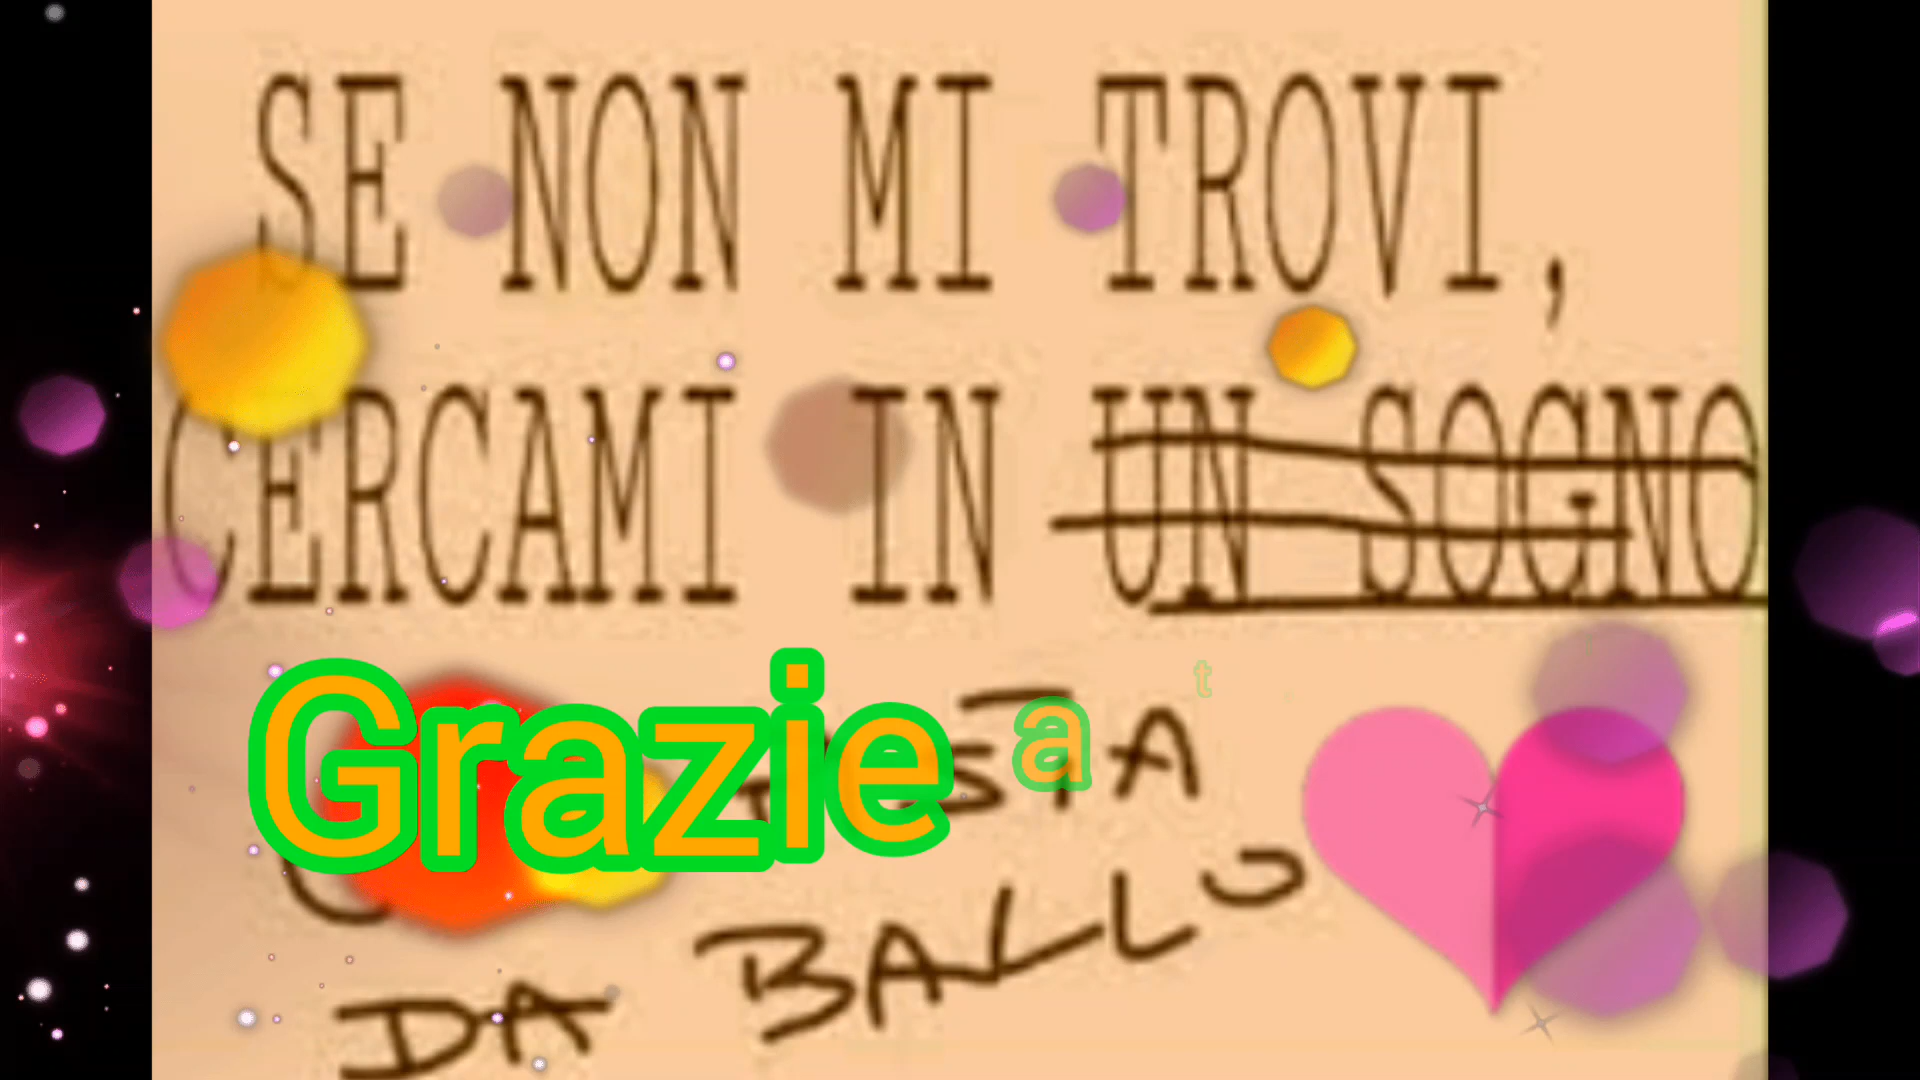 SE NON MI TROVI,
CERCAMI IN UN SOGNO
Grazie a t
DA BALLO